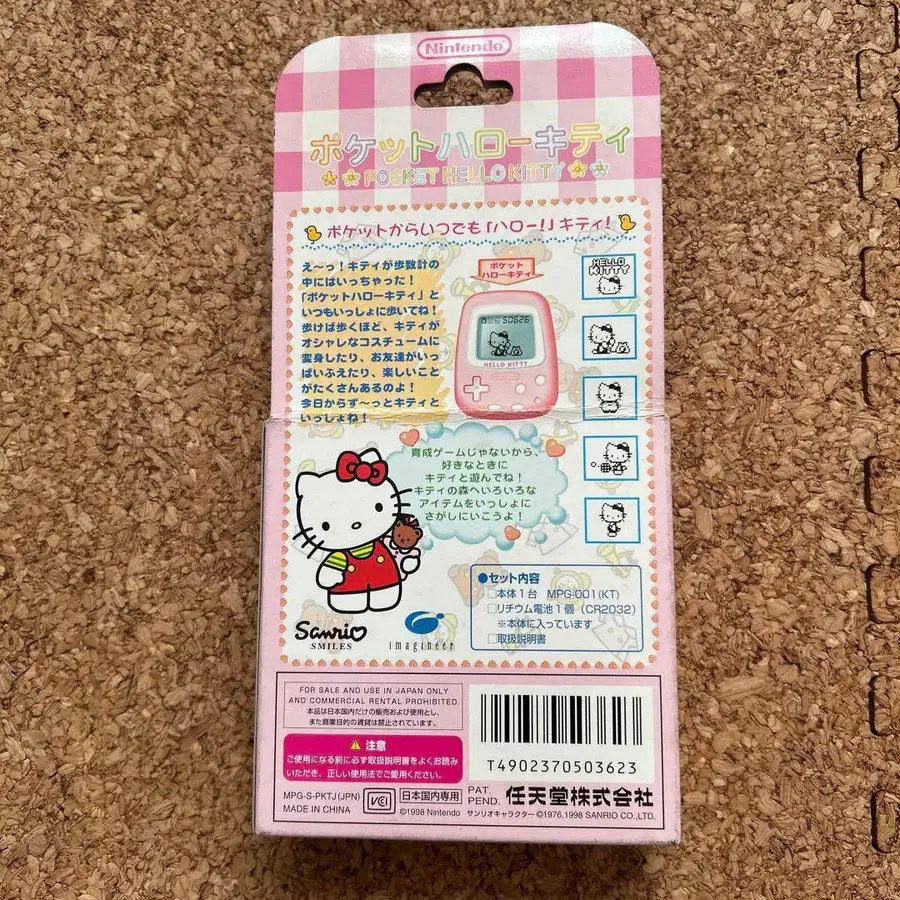 Nintendo
ポケットハローキティ
POCKET HELLO KITTY
ポケットからいつでも「ハロー!」キティ!
え〜っ!キティが歩数計の
中にはいっちゃった!
「ポケットハローキティ」と
いつもいっしょに歩いてね!
歩けば歩くほど、キティが
オシャレなコスチュームに
変身したり、お友達がいっ
ぱいふえたり、楽しいこと
がたくさんあるのよ!
今日からず〜っとキティと
いっしょね!
ポケット
ハローキティ
50626
HELLO KITTY
HELLO
KITTY
育成ゲームじゃないから、
好きなときに
キティと遊んでね!
キティの森へいろいろな
アイテムをいっしょに
さがしにいこうよ!
●セット内容
□本体1台 MPG-001(KT)
□リチウム電池1個(CR2032)
※本体に入っています
□取扱説明書
Sanrio
SMILES
imagineer
FOR SALE AND USE IN JAPAN ONLY
AND COMMERCIAL RENTAL PROHIBITED.
本品は日本国内だけの販売および使用とし、
また商業目的の賃貸は禁止されています。
注意
ご使用になる前に必ず取扱説明書をよくお読み
いただき、正しい使用法でご愛用ください。
T4902370503623
MPG-S-PKTJ(JPN)
MADE IN CHINA
VCI
日本国内専用
PAT.
PEND.
任天堂株式会社
©1998 Nintendo サンリオキャラクター©1976,1998 SANRIO CO.,LTD.